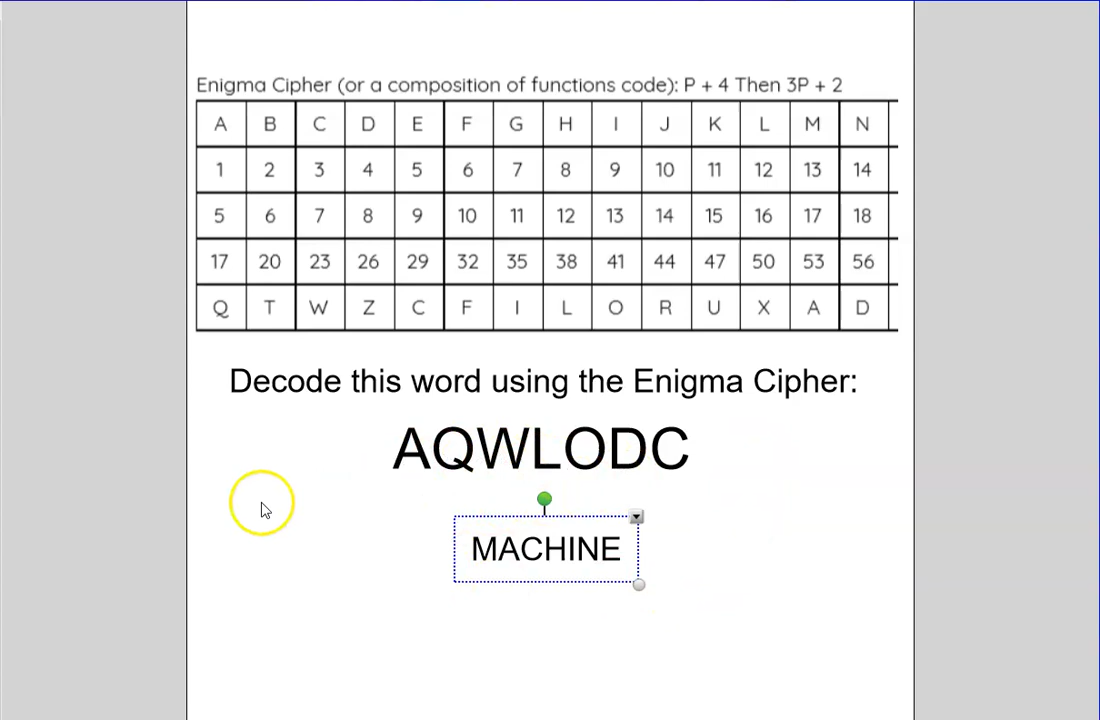 Enigma Cipher (or a composition of functions code): P + 4 Then 3P + 2
A B C D E F G H I J K L M N
1 2 3 4 5 6 7 8 9 10 11 12 13 14
5 6 7 8 9 10 11 12 13 14 15 16 17 18
17 20 23 26 29 32 35 38 41 44 47 50 53 56
Q T W Z C F I L O R U X A D
Decode this word using the Enigma Cipher:
AQWLODC
MACHINE